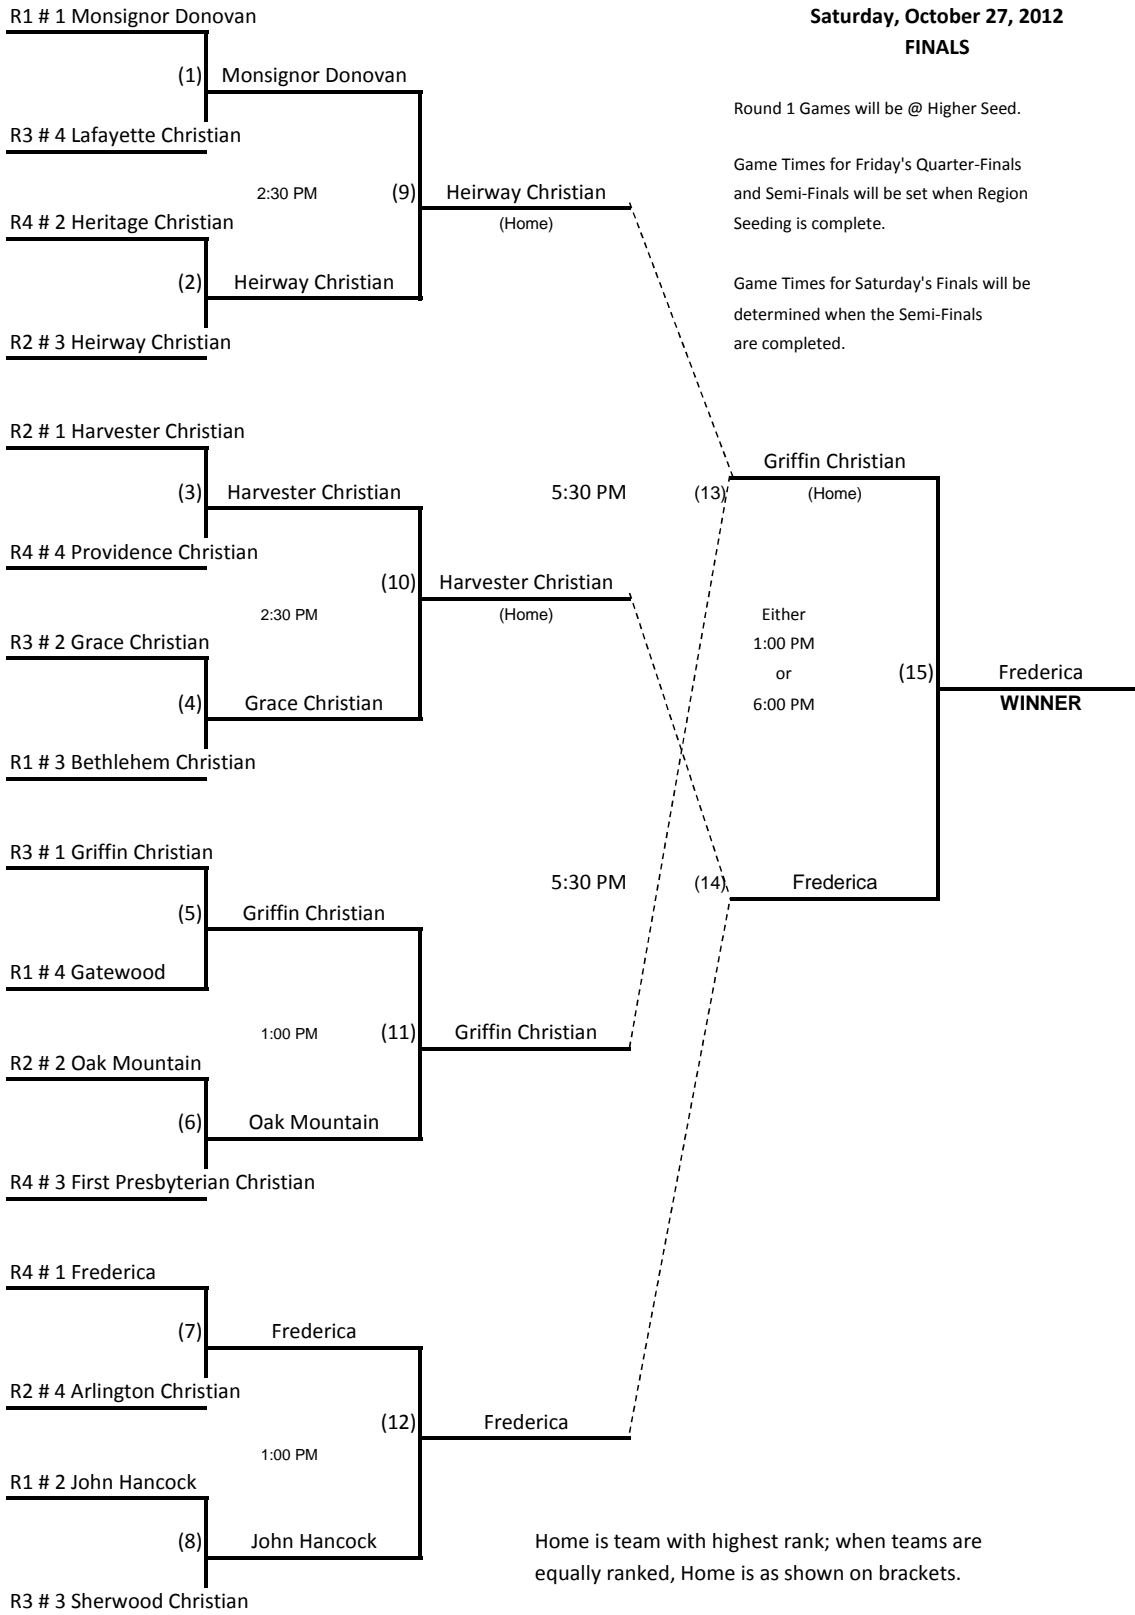 R1 # 1 Monsignor Donovan
Saturday, October 27, 2012
FINALS
(1)
Monsignor Donovan
Round 1 Games will be @ Higher Seed.
R3 # 4 Lafayette Christian
Game Times for Friday's Quarter-Finals
and Semi-Finals will be set when Region
Seeding is complete.
2:30 PM
(9)
Heirway Christian
(Home)
R4 # 2 Heritage Christian
(2)
Heirway Christian
Game Times for Saturday's Finals will be
determined when the Semi-Finals
are completed.
R2 # 3 Heirway Christian
R2 # 1 Harvester Christian
Griffin Christian
(Home)
(3)
Harvester Christian
5:30 PM
(13)
R4 # 4 Providence Christian
(10)
Harvester Christian
(Home)
2:30 PM
Either
1:00 PM
or
6:00 PM
R3 # 2 Grace Christian
(15)
Frederica
WINNER
(4)
Grace Christian
R1 # 3 Bethlehem Christian
R3 # 1 Griffin Christian
5:30 PM
(14)
Frederica
(5)
Griffin Christian
R1 # 4 Gatewood
1:00 PM
(11)
Griffin Christian
R2 # 2 Oak Mountain
(6)
Oak Mountain
R4 # 3 First Presbyterian Christian
R4 # 1 Frederica
(7)
Frederica
R2 # 4 Arlington Christian
(12)
Frederica
1:00 PM
R1 # 2 John Hancock
(8)
John Hancock
Home is team with highest rank; when teams are
equally ranked, Home is as shown on brackets.
R3 # 3 Sherwood Christian